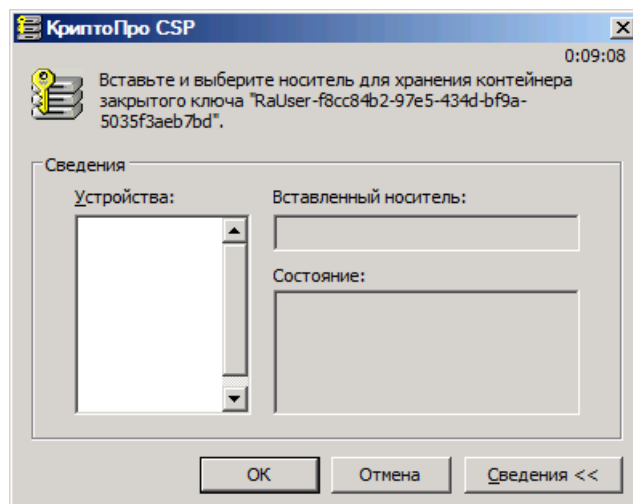 КриптоПро CSP
0:09:08
Вставьте и выберите носитель для хранения контейнера
закрытого ключа "RaUser-f8cc84b2-97e5-434d-bf9a-
5035f3aeb7bd".
Сведения
Устройства:
Вставленный носитель:
Состояние:
ОК
Отмена
Сведения <<